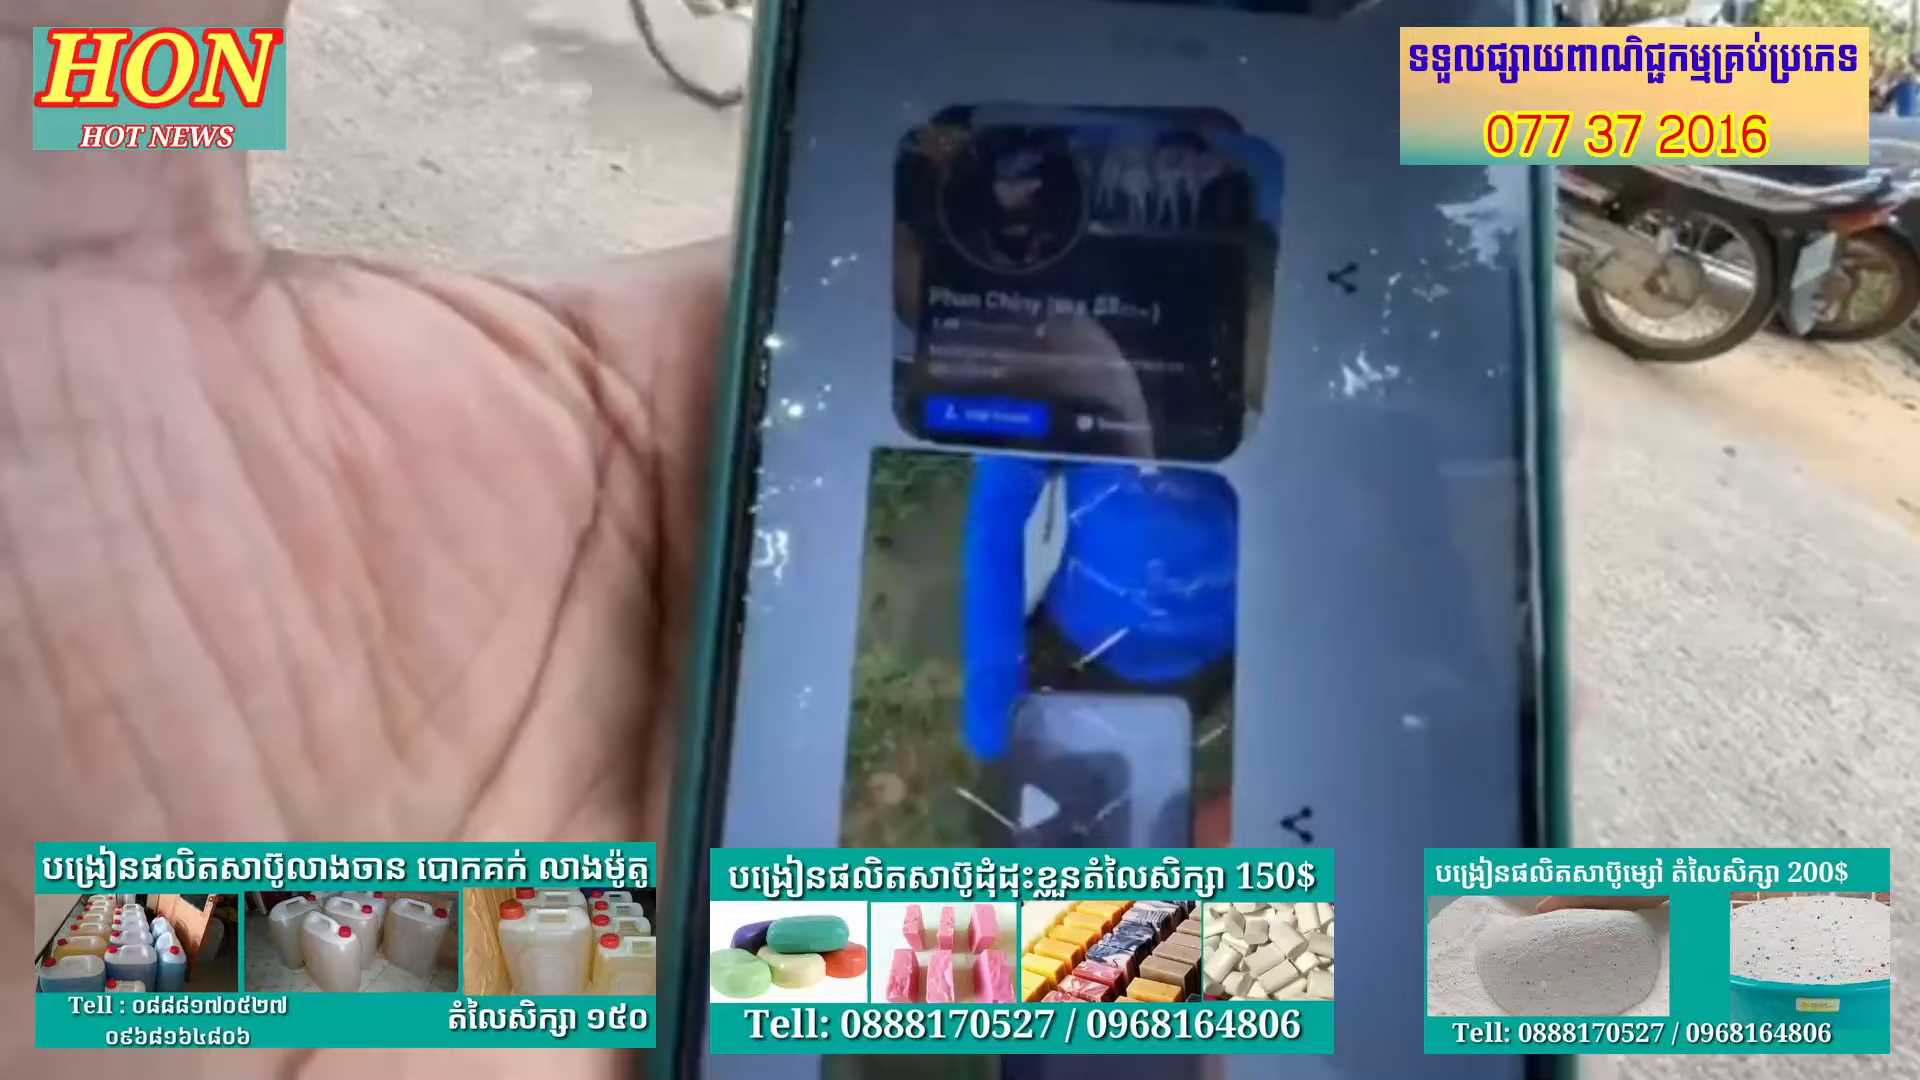 HON
HOT NEWS
ទទួលផ្សាយពាណិជ្ជកម្មគ្រប់ប្រភេទ
077 37 2016
Phan Chiny
បង្រៀនផលិតសាប៊ូលាងចាន បោកគក់ លាងម៉ូតូ
Tell : ០៨៨៨១៧០៥២៧
០៩៦៨១៦៤៨០៦
តំលៃសិក្សា ១៥០
បង្រៀនផលិតសាប៊ូដុំដុះខ្លួនតំលៃសិក្សា 150$
Tell: 0888170527 / 0968164806
បង្រៀនផលិតសាប៊ូម្សៅ តំលៃសិក្សា 200$
Tell: 0888170527 / 0968164806